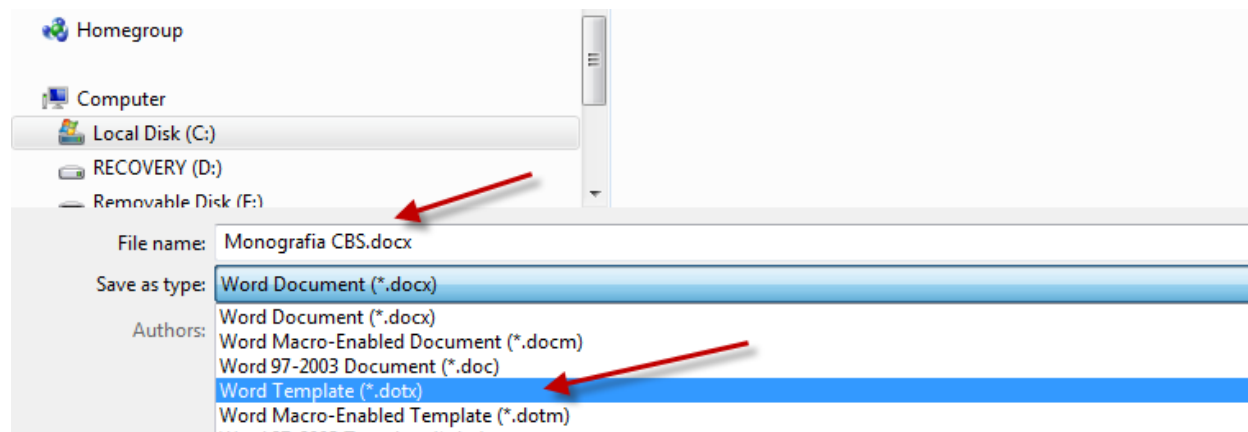 Homegroup
Computer
Local Disk (C:)
RECOVERY (D:)
Removable Disk (F:)
File name: Monografia CBS.docx
Save as type: Word Document (*.docx)
Authors:
Word Document (*.docx)
Word Macro-Enabled Document (*.docm)
Word 97-2003 Document (*.doc)
Word Template (*.dotx)
Word Macro-Enabled Template (*.dotm)